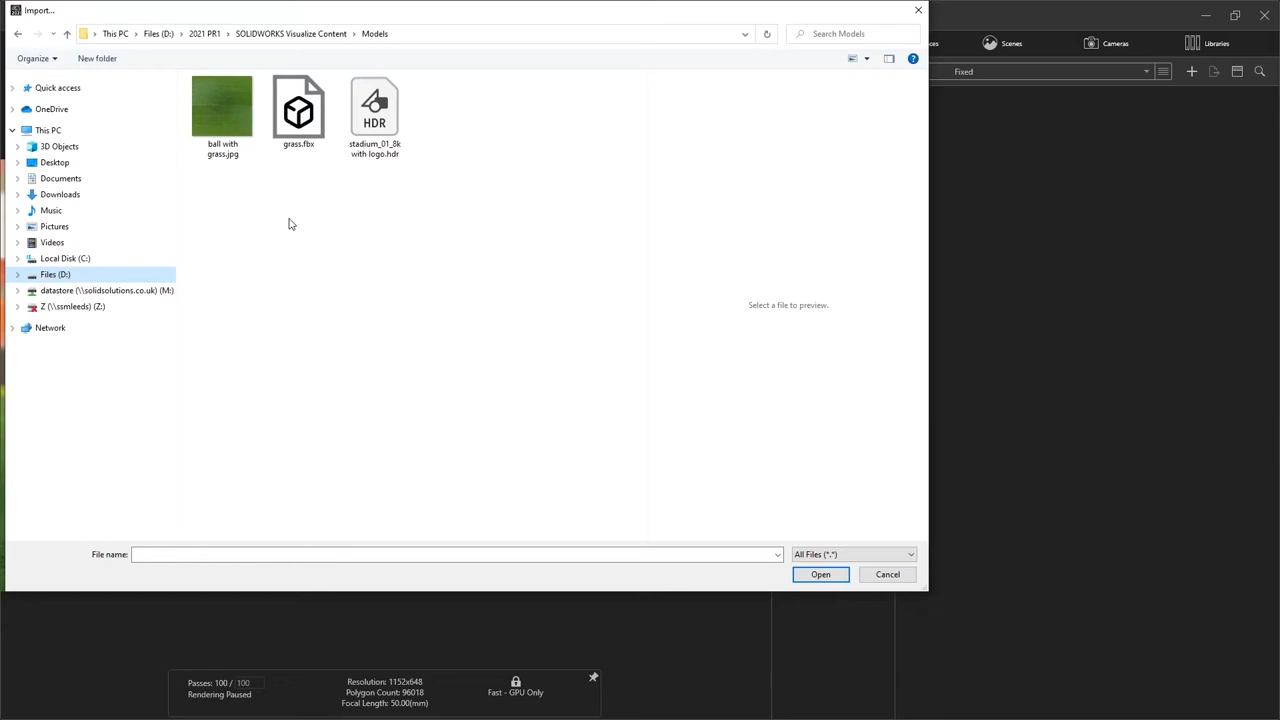 Import...
This PC
Files (D:)
2021 PR1
SOLIDWORKS Visualize Content
Models
Search Models
Organize
New folder
Quick access
OneDrive
This PC
3D Objects
Desktop
Documents
Downloads
Music
Pictures
Videos
Local Disk (C:)
Files (D:)
datastore (\\solidsolutions.co.uk) (M:)
Z (\\ssmleeds) (Z:)
Network
ball with
grass.jpg
grass.fbx
HDR
stadium_01_8k
with logo.hdr
Select a file to preview.
File name:
All Files (*.*)
Open
Cancel
Scenes
Cameras
Libraries
Fixed
Passes: 100 / 100
Rendering Paused
Resolution: 1152x648
Polygon Count: 96018
Focal Length: 50.00(mm)
Fast - GPU Only